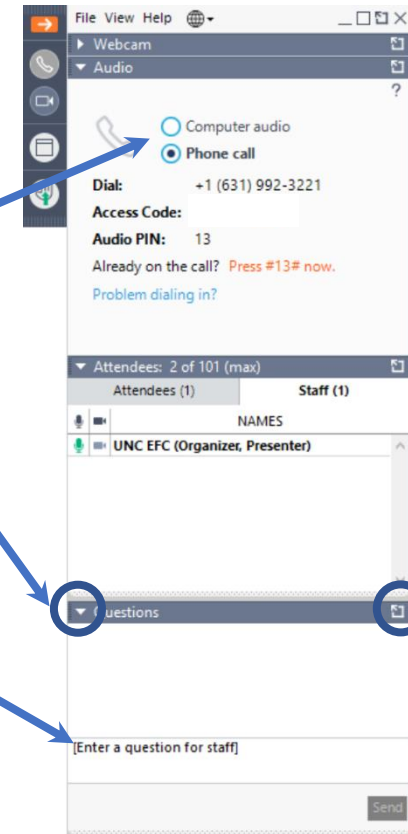 File View Help
Webcam
Audio
?
Computer audio
Phone call
Dial: +1 (631) 992-3221
Access Code:
Audio PIN: 13
Already on the call? Press #13# now.
Problem dialing in?
Attendees: 2 of 101 (max)
Attendees (1) Staff (1)
NAMES
UNC EFC (Organizer, Presenter)
Questions
[Enter a question for staff]
Send